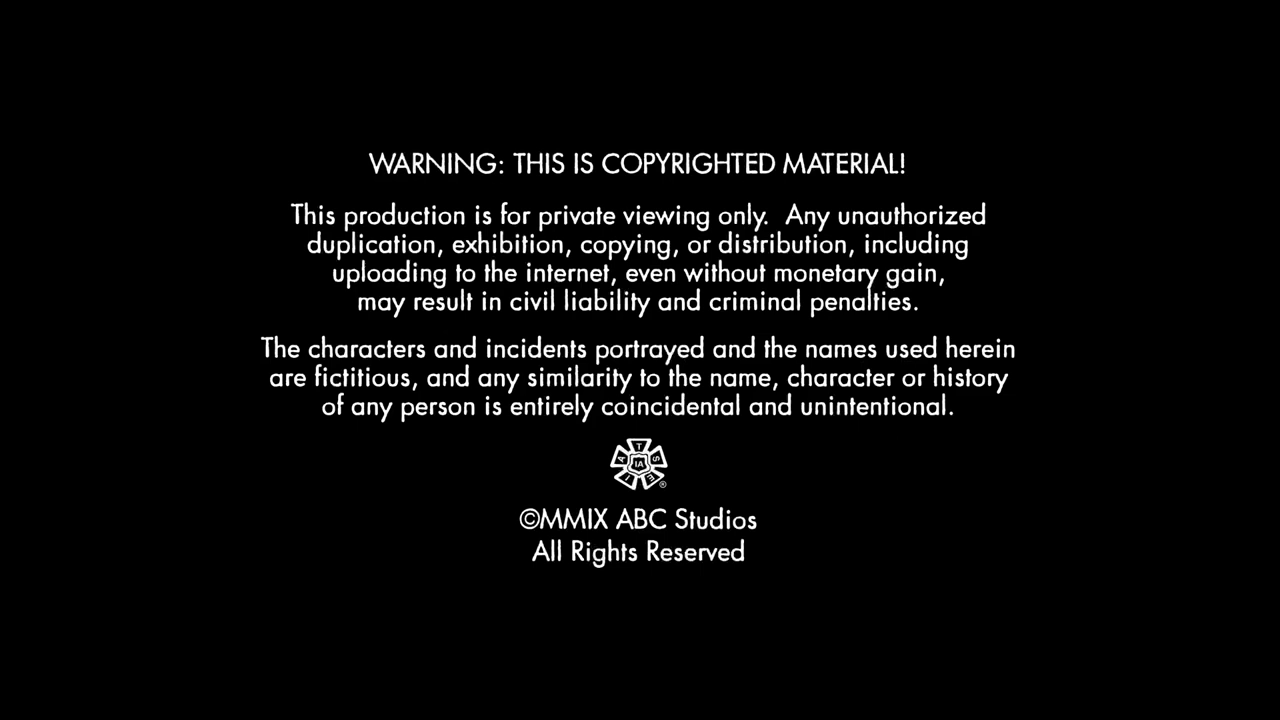 WARNING: THIS IS COPYRIGHTED MATERIAL!
This production is for private viewing only.  Any unauthorized
duplication, exhibition, copying, or distribution, including
uploading to the internet, even without monetary gain,
may result in civil liability and criminal penalties.
The characters and incidents portrayed and the names used herein
are fictitious, and any similarity to the name, character or history
of any person is entirely coincidental and unintentional.
I A T S E
IA
®
©MMIX ABC Studios
All Rights Reserved